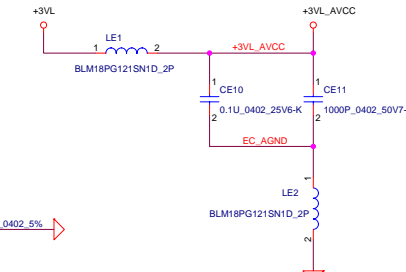 +3VL
+3VL_AVCC
LE1
1 2
+3VL_AVCC
BLM18PG121SN1D_2P
1
CE10
0.1U_0402_25V6-K
2
1
CE11
1000P_0402_50V7-
2
EC_AGND
1
LE2
BLM18PG121SN1D_2P
2
_0402_5%